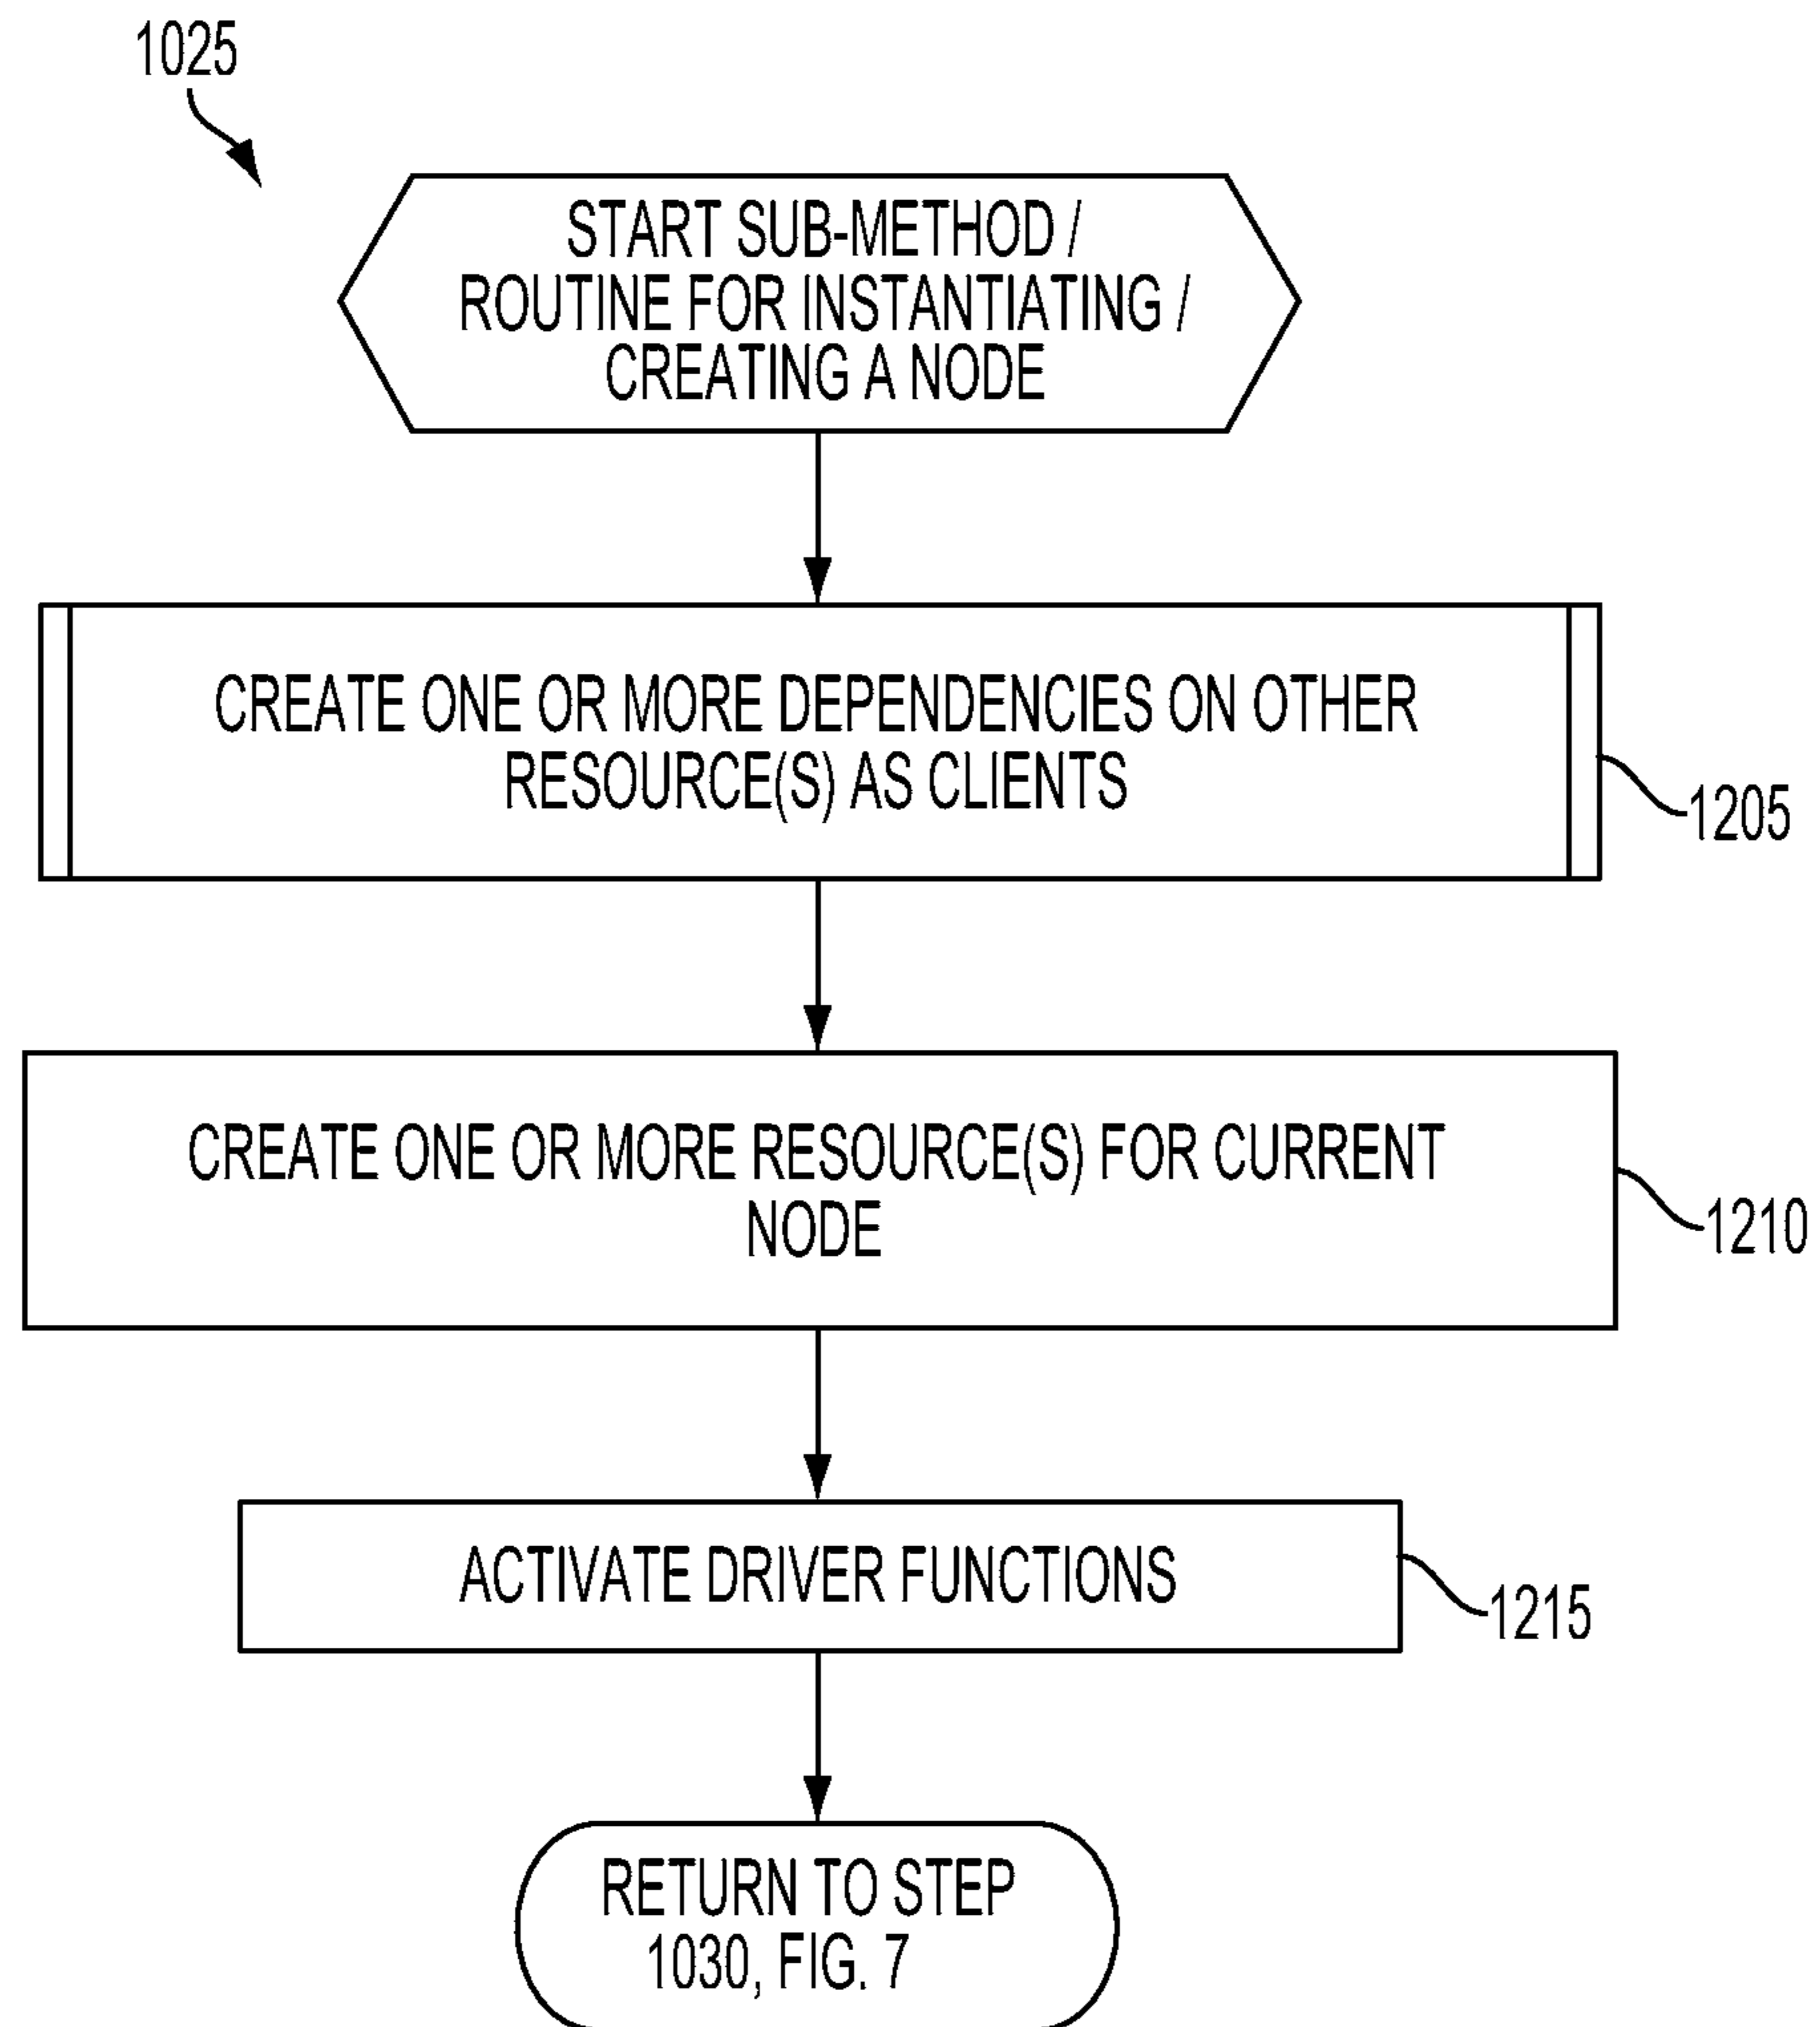 1025
START SUB-METHOD /
ROUTINE FOR INSTANTIATING /
CREATING A NODE
CREATE ONE OR MORE DEPENDENCIES ON OTHER
RESOURCE(S) AS CLIENTS
1205
CREATE ONE OR MORE RESOURCE(S) FOR CURRENT
NODE
1210
ACTIVATE DRIVER FUNCTIONS
1215
RETURN TO STEP
1030, FIG. 7